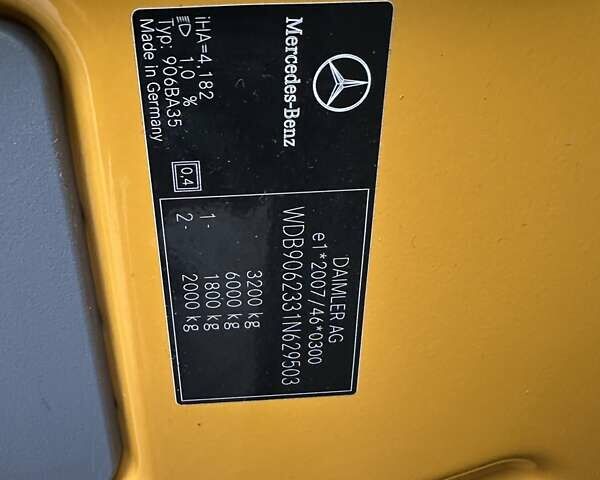 Mercedes-Benz
iHA=4,182
1,0 %
Typ: 906BA35
Made in Germany
0,4
DAIMLER AG
e1*2007/46*0300
WDB9062331N629503
3200 kg
6000 kg
1- 1800 kg
2- 2000 kg